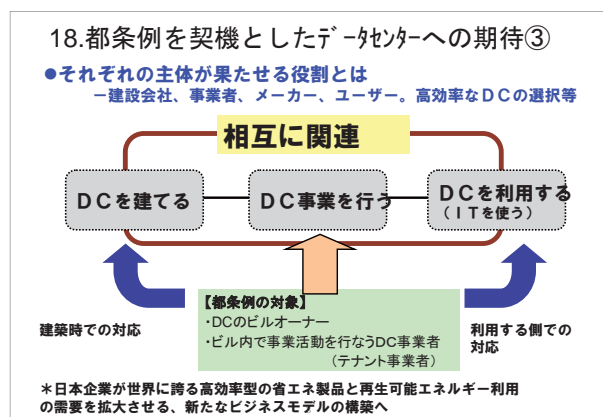 18.都条例を契機としたデータセンターへの期待③
●それぞれの主体が果たせる役割とは
－建設会社、事業者、メーカー、ユーザー。高効率なＤＣの選択等
相互に関連
ＤＣを建てる
ＤＣ事業を行う
ＤＣを利用する
（ＩＴを使う）
【都条例の対象】
・DCのビルオーナー
・ビル内で事業活動を行なうDC事業者
（テナント事業者）
建築時での対応
利用する側での
対応
＊日本企業が世界に誇る高効率型の省エネ製品と再生可能エネルギー利用
の需要を拡大させる、新たなビジネスモデルの構築へ